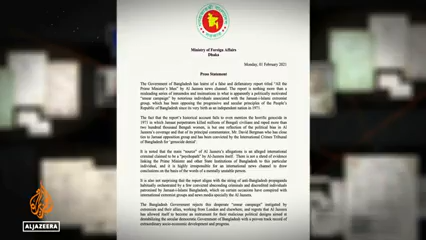 Ministry of Foreign Affairs
Dhaka
Monday, 01 February 2021
Press Statement
The Government of Bangladesh has learnt of a false and defamatory report titled "All the
Prime Minister's Men" by Al Jazeera news channel. The report is nothing more than a
misleading series of innuendos and insinuations in what is apparently a politically motivated
"smear campaign" by notorious individuals associated with the Jamaat-i-Islami extremist
group, which has been opposing the progressive and secular principles of the People's
Republic of Bangladesh since its very birth as an independent nation in 1971.
The fact that the report's historical account fails to even mention the horrific genocide in
1971 in which Jamaat perpetrators killed millions of Bengali civilians and raped more than
two hundred thousand Bengali women, is but one reflection of the political bias in Al
Jazeera's coverage and that of its principal commentator, Mr. David Bergman who has close
ties to Jamaat opposition group and has been convicted by the International Crimes Tribunal
of Bangladesh for "genocide denial".
It is noted that the main "source" of Al Jazeera's allegations is an alleged international
criminal claimed to be a "psychopath" by Al Jazeera itself. There is not a shred of evidence
linking the Prime Minister and other State Institutions of Bangladesh to this particular
individual, and it is highly irresponsible for an international news channel to draw
conclusions on the basis of the words of a mentally unstable person.
It is also not surprising that the report aligns with the string of anti-Bangladesh propaganda
habitually orchestrated by a few convicted absconding criminals and discredited individuals
patronized by Jamaat-i-Islami Bangladesh, which on certain occasions have conspired with
international extremist groups and news media specially the Al Jazeera.
The Bangladesh Government rejects this desperate "smear campaign" instigated by
extremists and their allies, working from London and elsewhere, and regrets that Al Jazeera
has allowed itself to become an instrument for their malicious political designs aimed at
destabilizing the secular democratic Government of Bangladesh with a proven track record of
extraordinary socio-economic development and progress.
ALJAZEERA